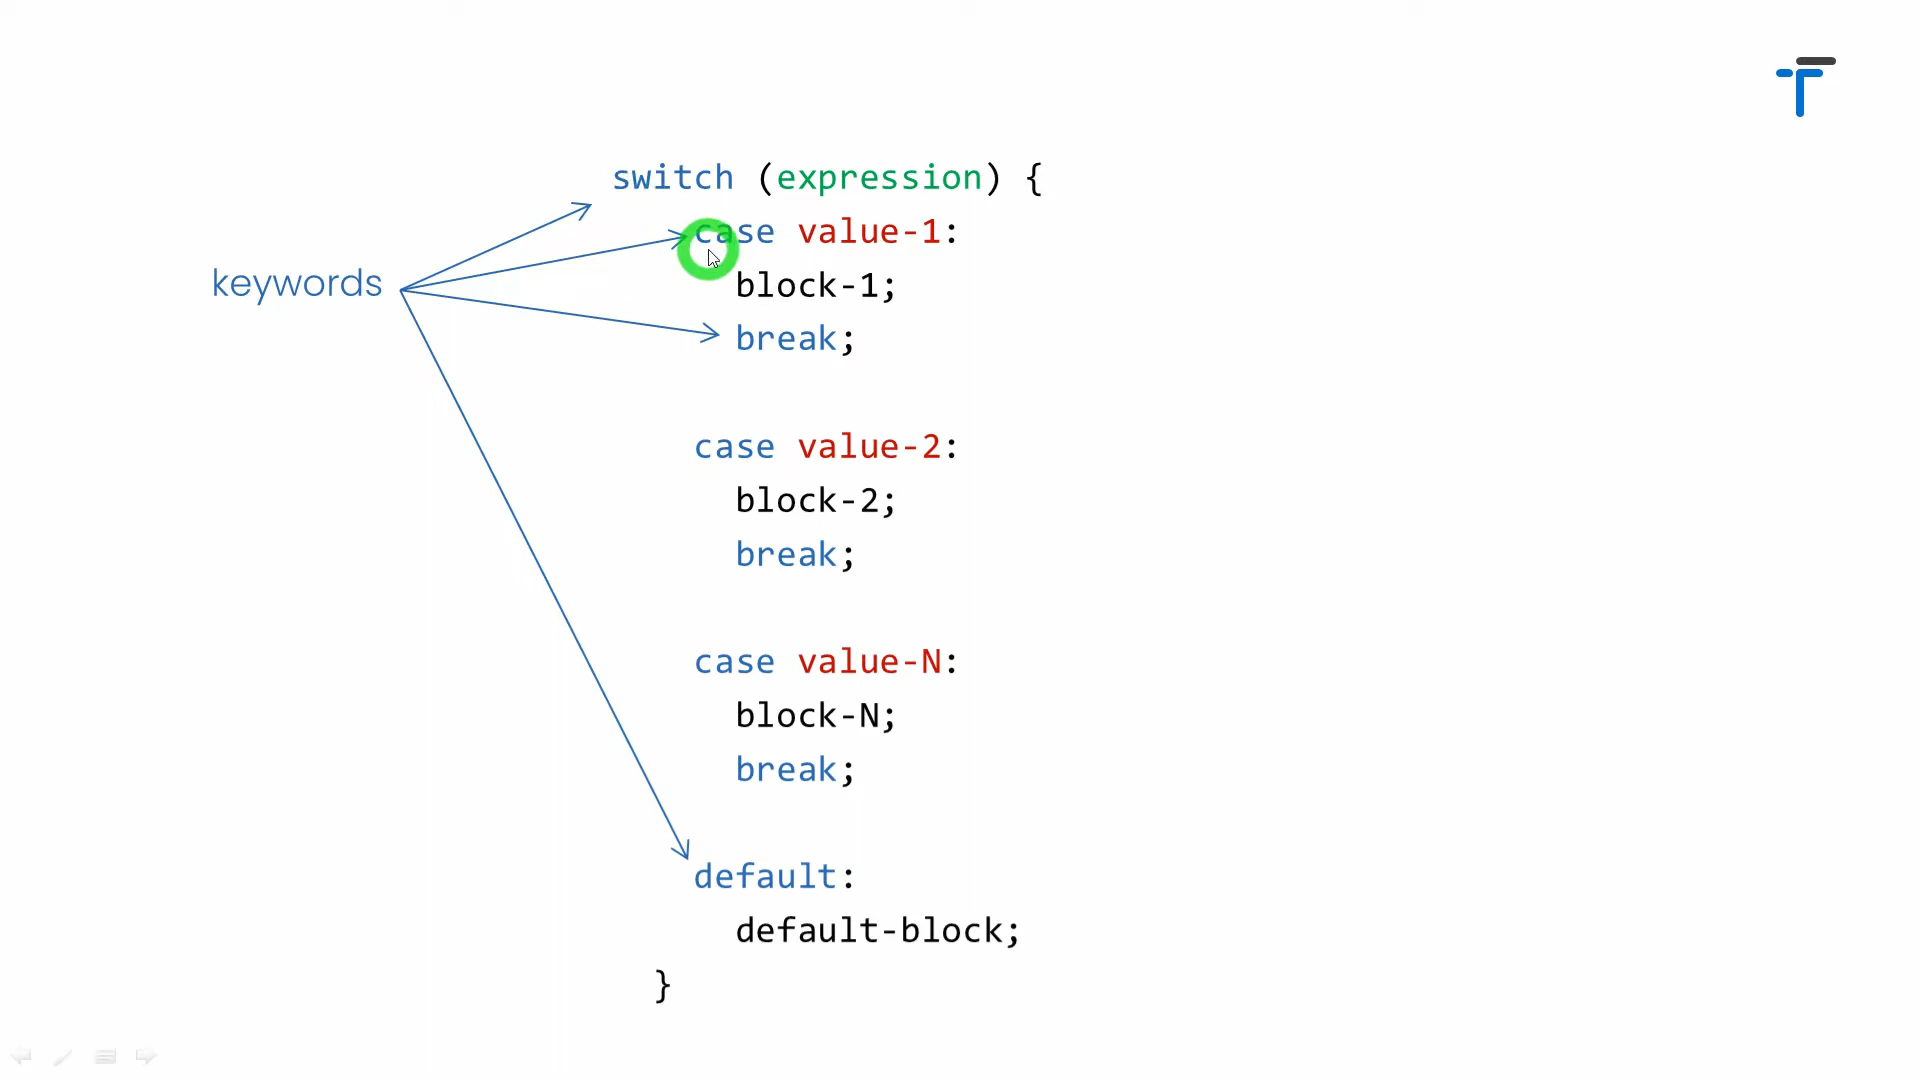 switch (expression) {
case value-1:
keywords
block-1;
break;
case value-2:
block-2;
break;
case value-N:
block-N;
break;
default:
default-block;
}